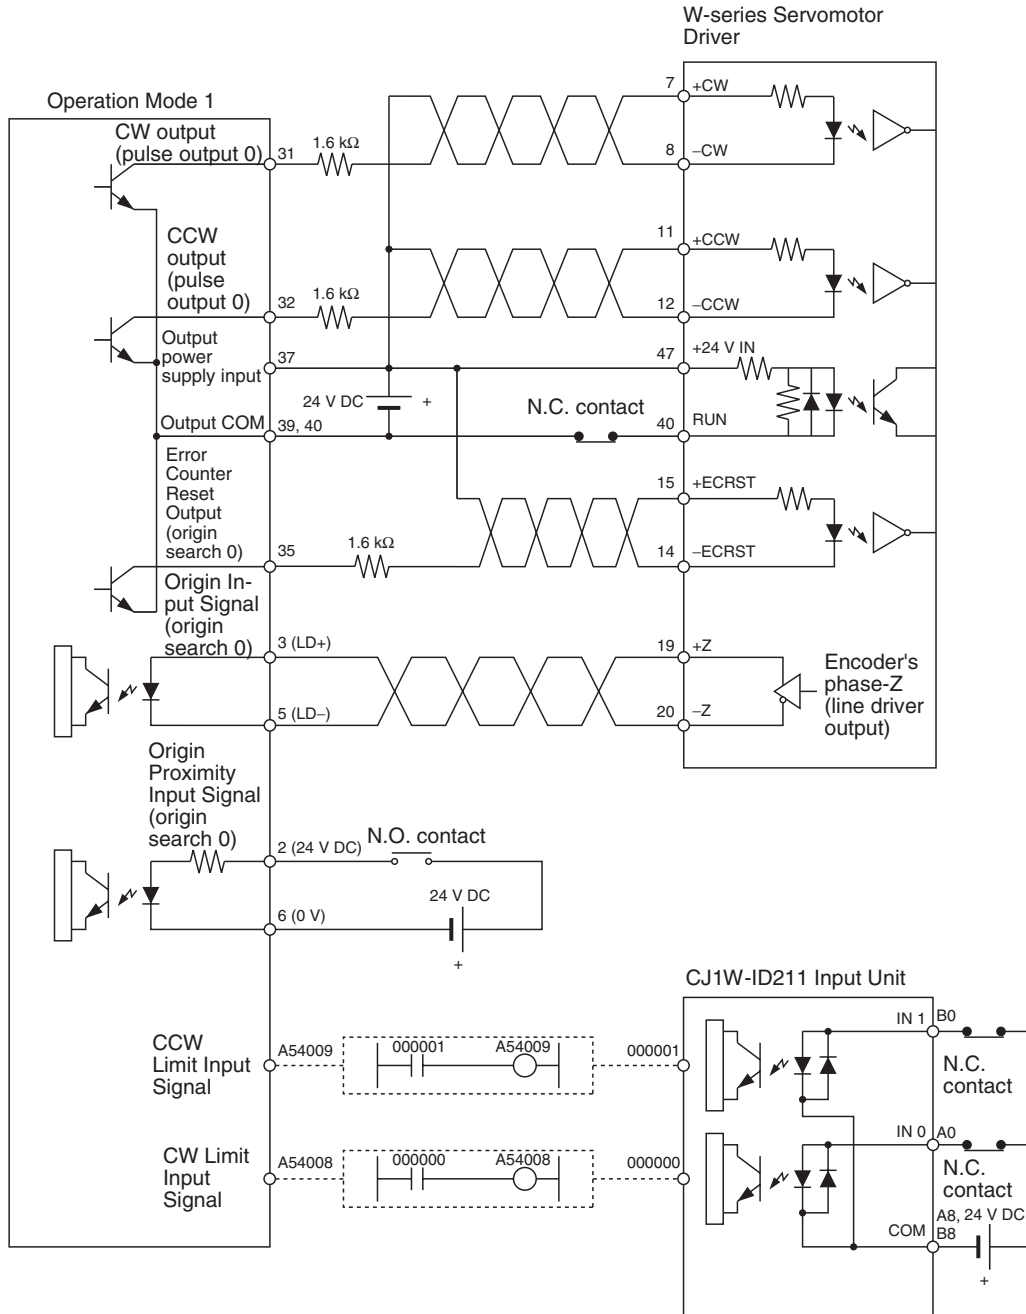 W-series Servomotor
Driver
Operation Mode 1
CW output
(pulse output 0)
31
1.6 kΩ
7
+CW
8
–CW
CCW
output
(pulse
output 0)
32
1.6 kΩ
11
+CCW
12
–CCW
Output
power
supply input
37
47
+24 V IN
24 V DC
+
N.C. contact
Output COM
39, 40
40
RUN
Error
Counter
Reset
Output
(origin
search 0)
35
1.6 kΩ
15
+ECRST
14
–ECRST
Origin In-
put Signal
(origin
search 0)
3 (LD+)
5 (LD–)
19
+Z
20
–Z
Encoder's
phase-Z
(line driver
output)
Origin
Proximity
Input Signal
(origin
search 0)
2 (24 V DC)
N.O. contact
24 V DC
6 (0 V)
+
CJ1W-ID211 Input Unit
CCW
Limit Input
Signal
A54009
000001
A54009
000001
IN 1
B0
N.C.
contact
CW Limit
Input
Signal
A54008
000000
A54008
000000
IN 0
A0
N.C.
contact
COM
A8,
B8
24 V DC
+